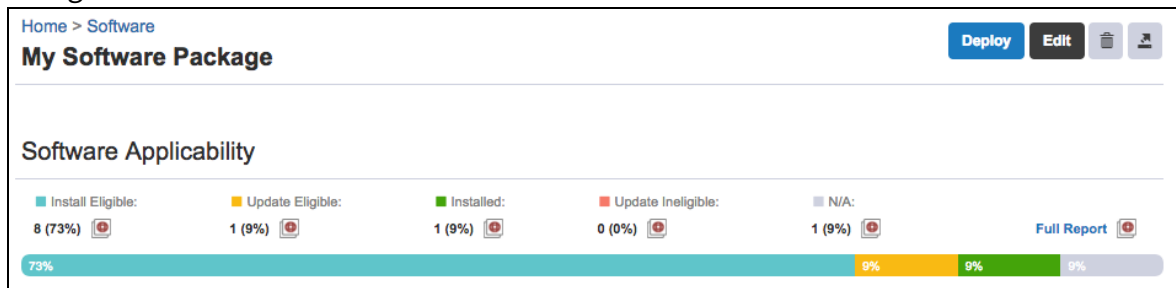 Home > Software
My Software Package
Deploy Edit
Software Applicability
Install Eligible: Update Eligible: Installed: Update Ineligible: N/A:
8 (73%) 1 (9%) 1 (9%) 0 (0%) 1 (9%) Full Report
73% 9% 9% 9%